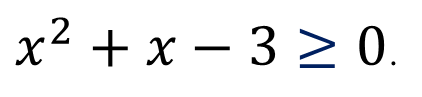 x² + x − 3 ≥ 0.